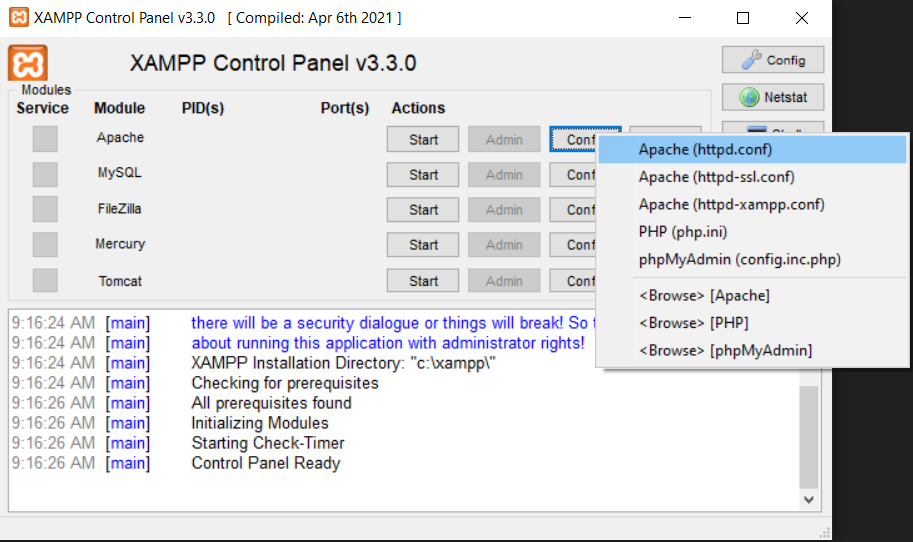 XAMPP Control Panel v3.3.0 [ Compiled: Apr 6th 2021 ]
XAMPP Control Panel v3.3.0
Config
Netstat
Modules
Service Module PID(s) Port(s) Actions
Apache Start Admin
MySQL Start Admin
FileZilla Start Admin
Mercury Start Admin
Tomcat Start Admin
Apache (httpd.conf)
Apache (httpd-ssl.conf)
Apache (httpd-xampp.conf)
PHP (php.ini)
phpMyAdmin (config.inc.php)
<Browse> [Apache]
<Browse> [PHP]
<Browse> [phpMyAdmin]
9:16:24 AM [main] there will be a security dialogue or things will break! So
9:16:24 AM [main] about running this application with administrator rights!
9:16:24 AM [main] XAMPP Installation Directory: "c:\xampp\"
9:16:24 AM [main] Checking for prerequisites
9:16:26 AM [main] All prerequisites found
9:16:26 AM [main] Initializing Modules
9:16:26 AM [main] Starting Check-Timer
9:16:26 AM [main] Control Panel Ready